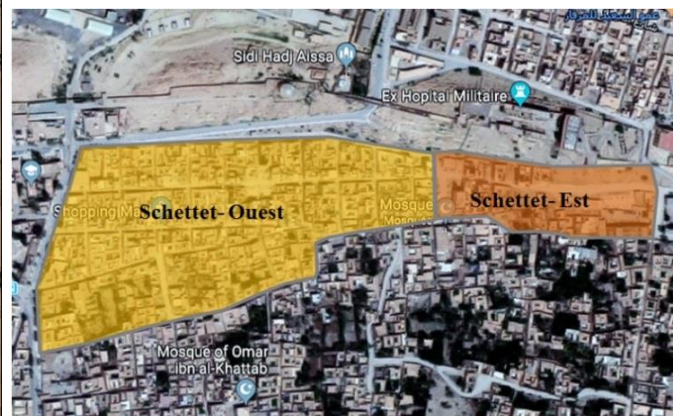 Sidi Hadj Aissa
Ex Hopital Militaire
Schettet-Ouest
Shopping Ma
Mosque
Schettet-Est
Mosque of Omar
ibn al-Khattab